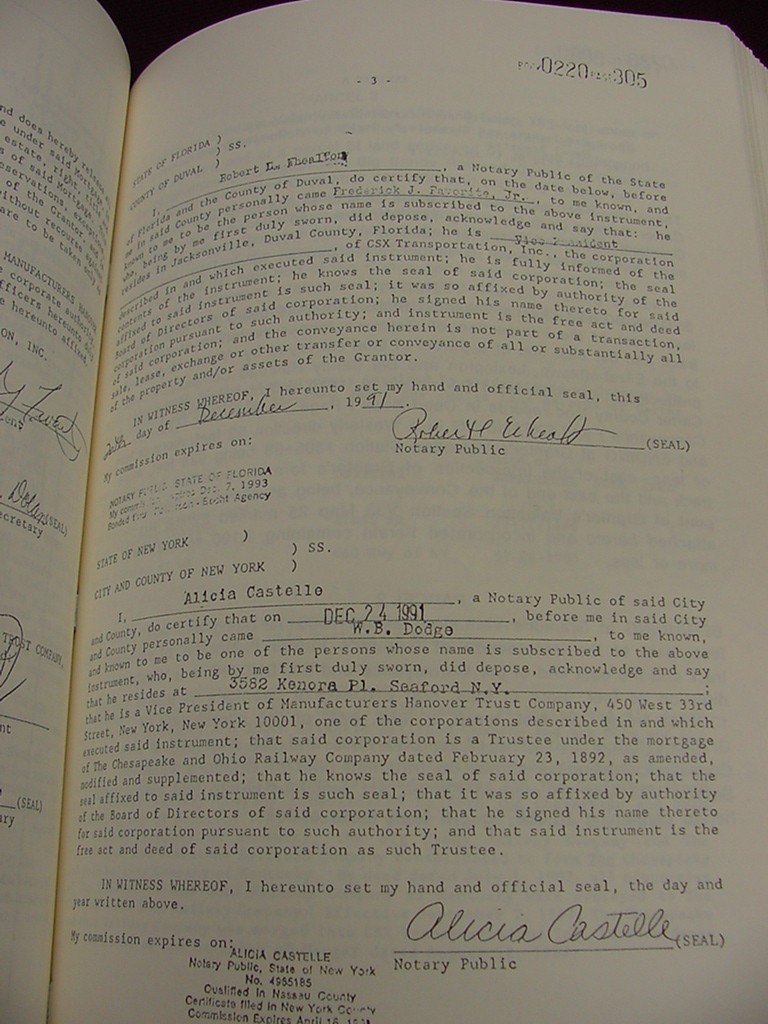 0220 305
- 3 -
STATE OF FLORIDA )
) SS.
COUNTY OF DUVAL )
I, Robert L. , a Notary Public of the State
of Florida and the County of Duval, do certify that, on the date below, before
me in said County personally came Frederick J. Favorite, Jr., to me known, and
known to me to be the person whose name is subscribed to the above instrument,
who, being by me first duly sworn, did depose, acknowledge and say that: he
resides in Jacksonville, Duval County, Florida; he is Vice President
, of CSX Transportation, Inc., the corporation
described in and which executed said instrument; he is fully informed of the
contents of the instrument; he knows the seal of said corporation; the seal
affixed to said instrument is such seal; it was so affixed by authority of the
Board of Directors of said corporation; he signed his name thereto for said
corporation pursuant to such authority; and instrument is the free act and deed
of said corporation; and the conveyance herein is not part of a transaction,
sale, lease, exchange or other transfer or conveyance of all or substantially all
of the property and/or assets of the Grantor.
IN WITNESS WHEREOF, I hereunto set my hand and official seal, this
day of December, 1991.
(SEAL)
Notary Public
My commission expires on:
NOTARY PUBLIC STATE OF FLORIDA
My Dec. 7, 1993
Bonded Agency
STATE OF NEW YORK )
) SS.
CITY AND COUNTY OF NEW YORK )
I, Alicia Castelle, a Notary Public of said City
and County, do certify that on DEC 24 1991, before me in said City
and County personally came W.B. Dodge, to me known,
and known to me to be one of the persons whose name is subscribed to the above
instrument, who, being by me first duly sworn, did depose, acknowledge and say
that he resides at 3582 Kenora Pl. Seaford N.Y.;
that he is a Vice President of Manufacturers Hanover Trust Company, 450 West 33rd
Street, New York, New York 10001, one of the corporations described in and which
executed said instrument; that said corporation is a Trustee under the mortgage
of The Chesapeake and Ohio Railway Company dated February 23, 1892, as amended,
modified and supplemented; that he knows the seal of said corporation; that the
seal affixed to said instrument is such seal; that it was so affixed by authority
of the Board of Directors of said corporation; that he signed his name thereto
for said corporation pursuant to such authority; and that said instrument is the
free act and deed of said corporation as such Trustee.
IN WITNESS WHEREOF, I hereunto set my hand and official seal, the day and
year written above.
Alicia Castelle (SEAL)
Notary Public
My commission expires on:
ALICIA CASTELLE
Notary Public, State of New York
No. 4955185
Qualified in Nassau County
Certificate filed in New York County
Commission Expires April 16,